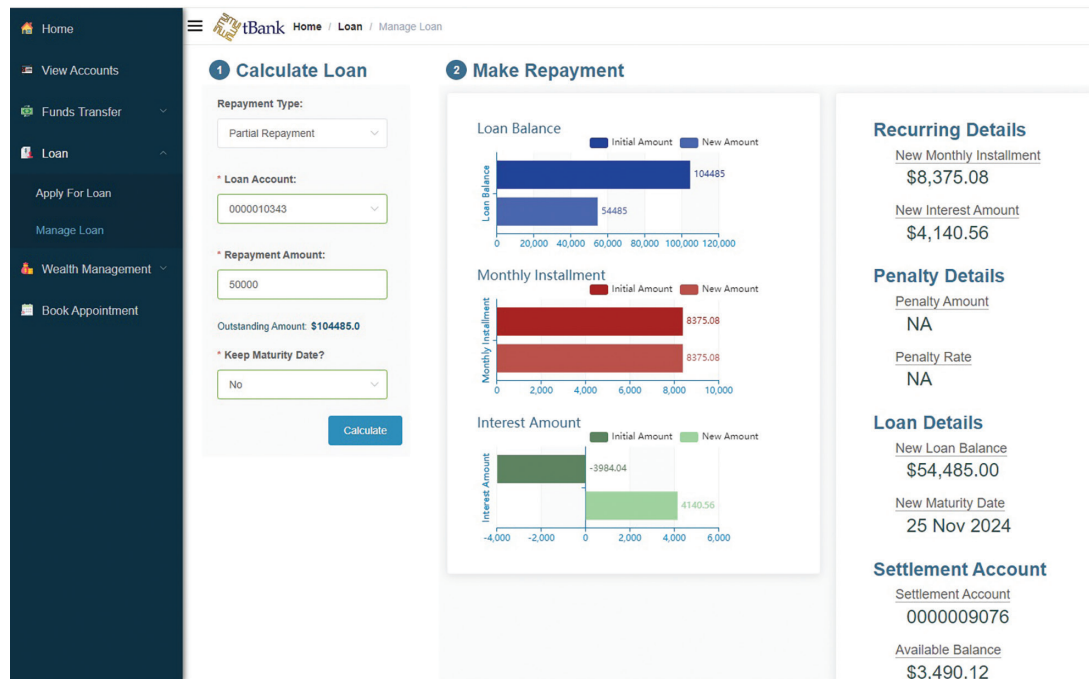 Home
View Accounts
Funds Transfer
Loan
Apply For Loan
Manage Loan
Wealth Management
Book Appointment
tBank Home / Loan / Manage Loan
1 Calculate Loan
Repayment Type:
Partial Repayment
* Loan Account:
0000010343
* Repayment Amount:
50000
Outstanding Amount: $104485.0
* Keep Maturity Date?
No
Calculate
2 Make Repayment
Loan Balance
Initial Amount New Amount
Loan Balance
104485
54485
0 20,000 40,000 60,000 80,000 100,000 120,000
Monthly Installment
Initial Amount New Amount
Monthly Installment
8375.08
8375.08
0 2,000 4,000 6,000 8,000 10,000
Interest Amount
Initial Amount New Amount
Interest Amount
-3984.04
4140.56
-4,000 -2,000 0 2,000 4,000 6,000
Recurring Details
New Monthly Installment
$8,375.08
New Interest Amount
$4,140.56
Penalty Details
Penalty Amount
NA
Penalty Rate
NA
Loan Details
New Loan Balance
$54,485.00
New Maturity Date
25 Nov 2024
Settlement Account
Settlement Account
0000009076
Available Balance
$3,490.12